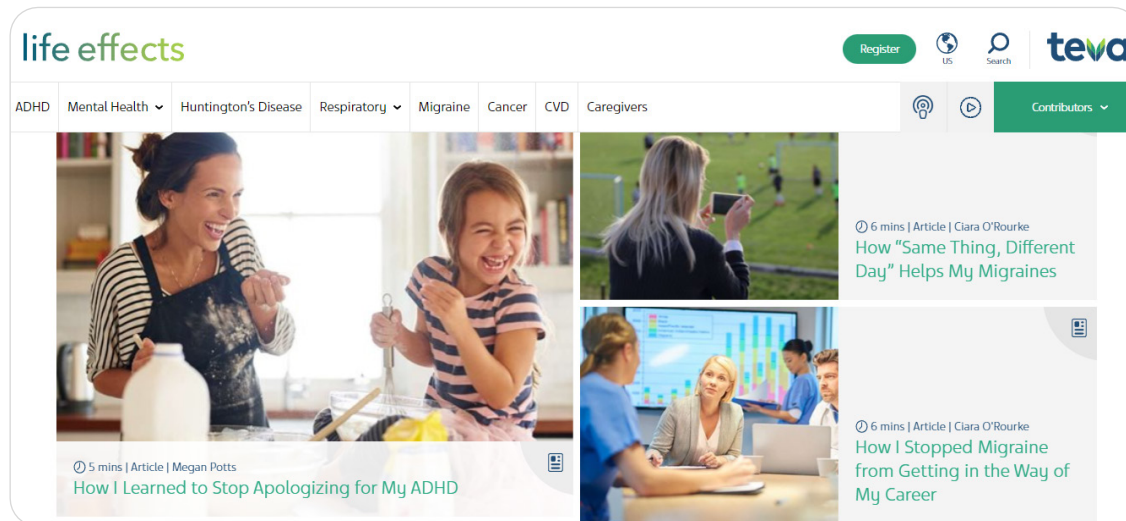 life effects
Register
US
Search
teva
ADHD
Mental Health
Huntington's Disease
Respiratory
Migraine
Cancer
CVD
Caregivers
Contributors
5 mins | Article | Megan Potts
How I Learned to Stop Apologizing for My ADHD
6 mins | Article | Ciara O'Rourke
How “Same Thing, Different
Day” Helps My Migraines
6 mins | Article | Ciara O'Rourke
How I Stopped Migraine
from Getting in the Way of
My Career